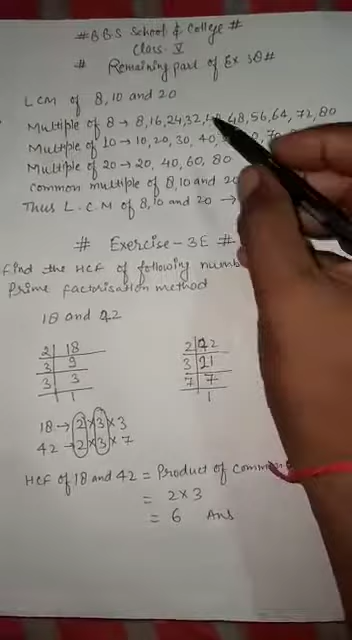 # BBS School & College #
Class - V
# Remaining part of Ex 3D #
LCM of 8,10 and 20
Multiple of 8 → 8,16,24,32,40,48,56,64,72,80
Multiple of 10 → 10,20,30,40, 70
Multiple of 20 → 20, 40, 60, 80
Common multiple of 8,10 and 20
Thus L.C.M of 8,10 and 20 →
# Exercise - 3E #
Find the HCF of following
Prime factorisation method
18 and 42
2 | 18
3 | 9
3 | 3
1
2 | 42
3 | 21
7 | 7
1
18 → 2×3×3
42 → 2×3×7
HCF of 18 and 42 = Product of
= 2×3
= 6 Ans